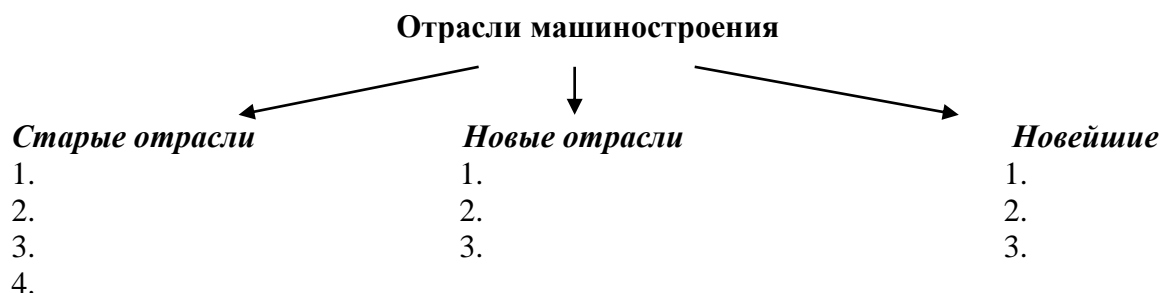 Отрасли машиностроения
Старые отрасли Новые отрасли Новейшие
1. 1. 1.
2. 2. 2.
3. 3. 3.
4.